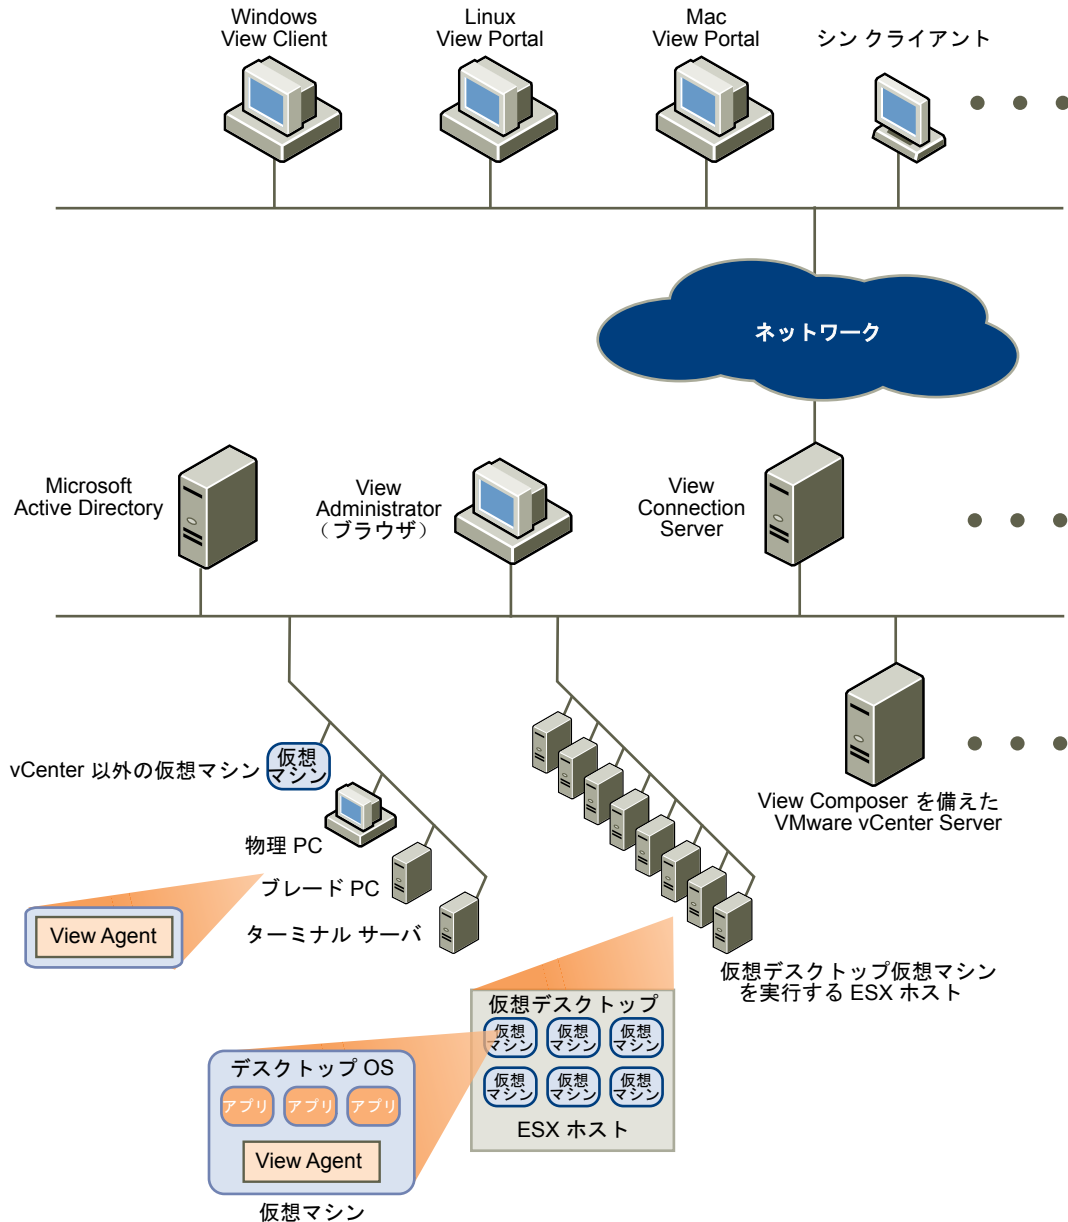 Windows
View Client
Linux
View Portal
Mac
View Portal
シン クライアント
ネットワーク
Microsoft
Active Directory
View
Administrator
（ブラウザ）
View
Connection
Server
vCenter 以外の仮想マシン
仮想
マシン
物理 PC
ブレード PC
ターミナル サーバ
View Agent
View Composer を備えた
VMware vCenter Server
仮想デスクトップ仮想マシン
を実行する ESX ホスト
仮想デスクトップ
仮想
マシン
仮想
マシン
仮想
マシン
仮想
マシン
仮想
マシン
仮想
マシン
ESX ホスト
デスクトップ OS
アプリ
アプリ
アプリ
View Agent
仮想マシン